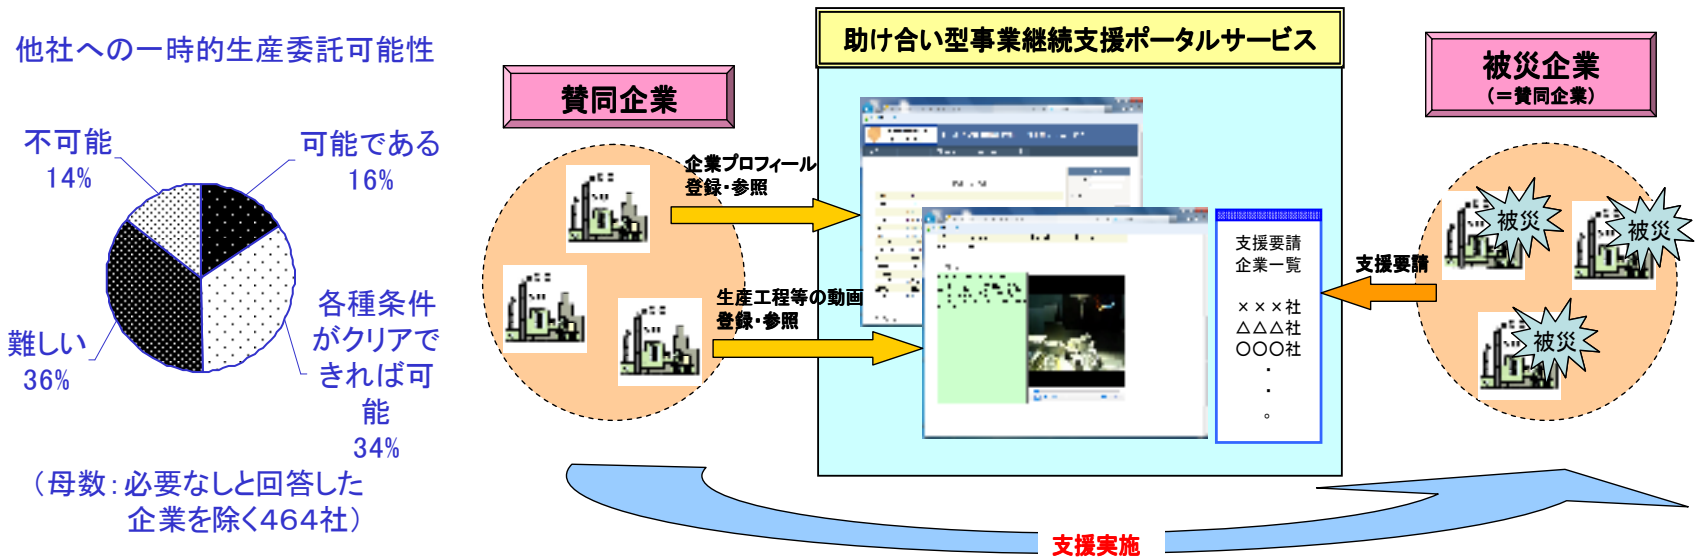 他社への一時的生産委託可能性
不可能
14%
可能である
16%
難しい
36%
各種条件
がクリアで
きれば可
能
34%
（母数：必要なしと回答した
企業を除く464社）
助け合い型事業継続支援ポータルサービス
賛同企業
企業プロフィール
登録・参照
生産工程等の動画
登録・参照
支援要請
企業一覧
×××社
△△△社
〇〇〇社
・
・
。
被災企業
（＝賛同企業）
被災
被災
被災
支援要請
支援実施